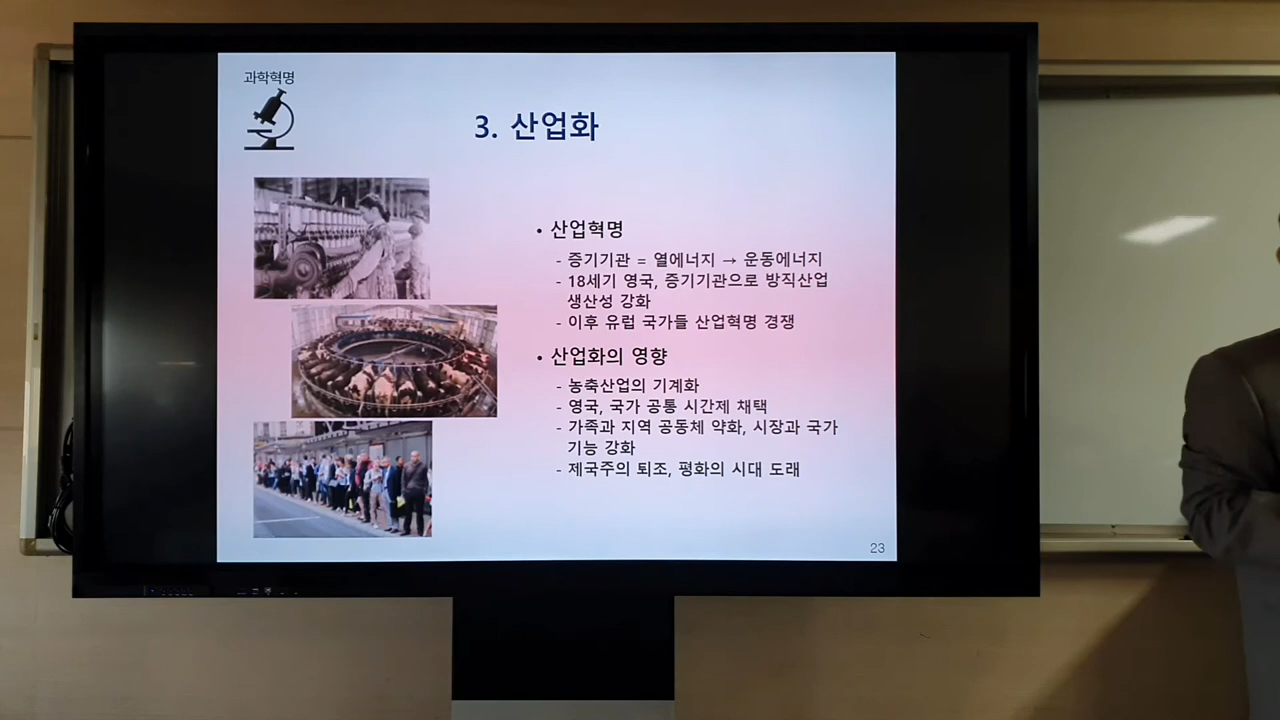 과학혁명
3. 산업화
• 산업혁명
- 증기기관 = 열에너지 → 운동에너지
- 18세기 영국, 증기기관으로 방직산업
생산성 강화
- 이후 유럽 국가들 산업혁명 경쟁
• 산업화의 영향
- 농축산업의 기계화
- 영국, 국가 공통 시간제 채택
- 가족과 지역 공동체 약화, 시장과 국가
기능 강화
- 제국주의 퇴조, 평화의 시대 도래
23